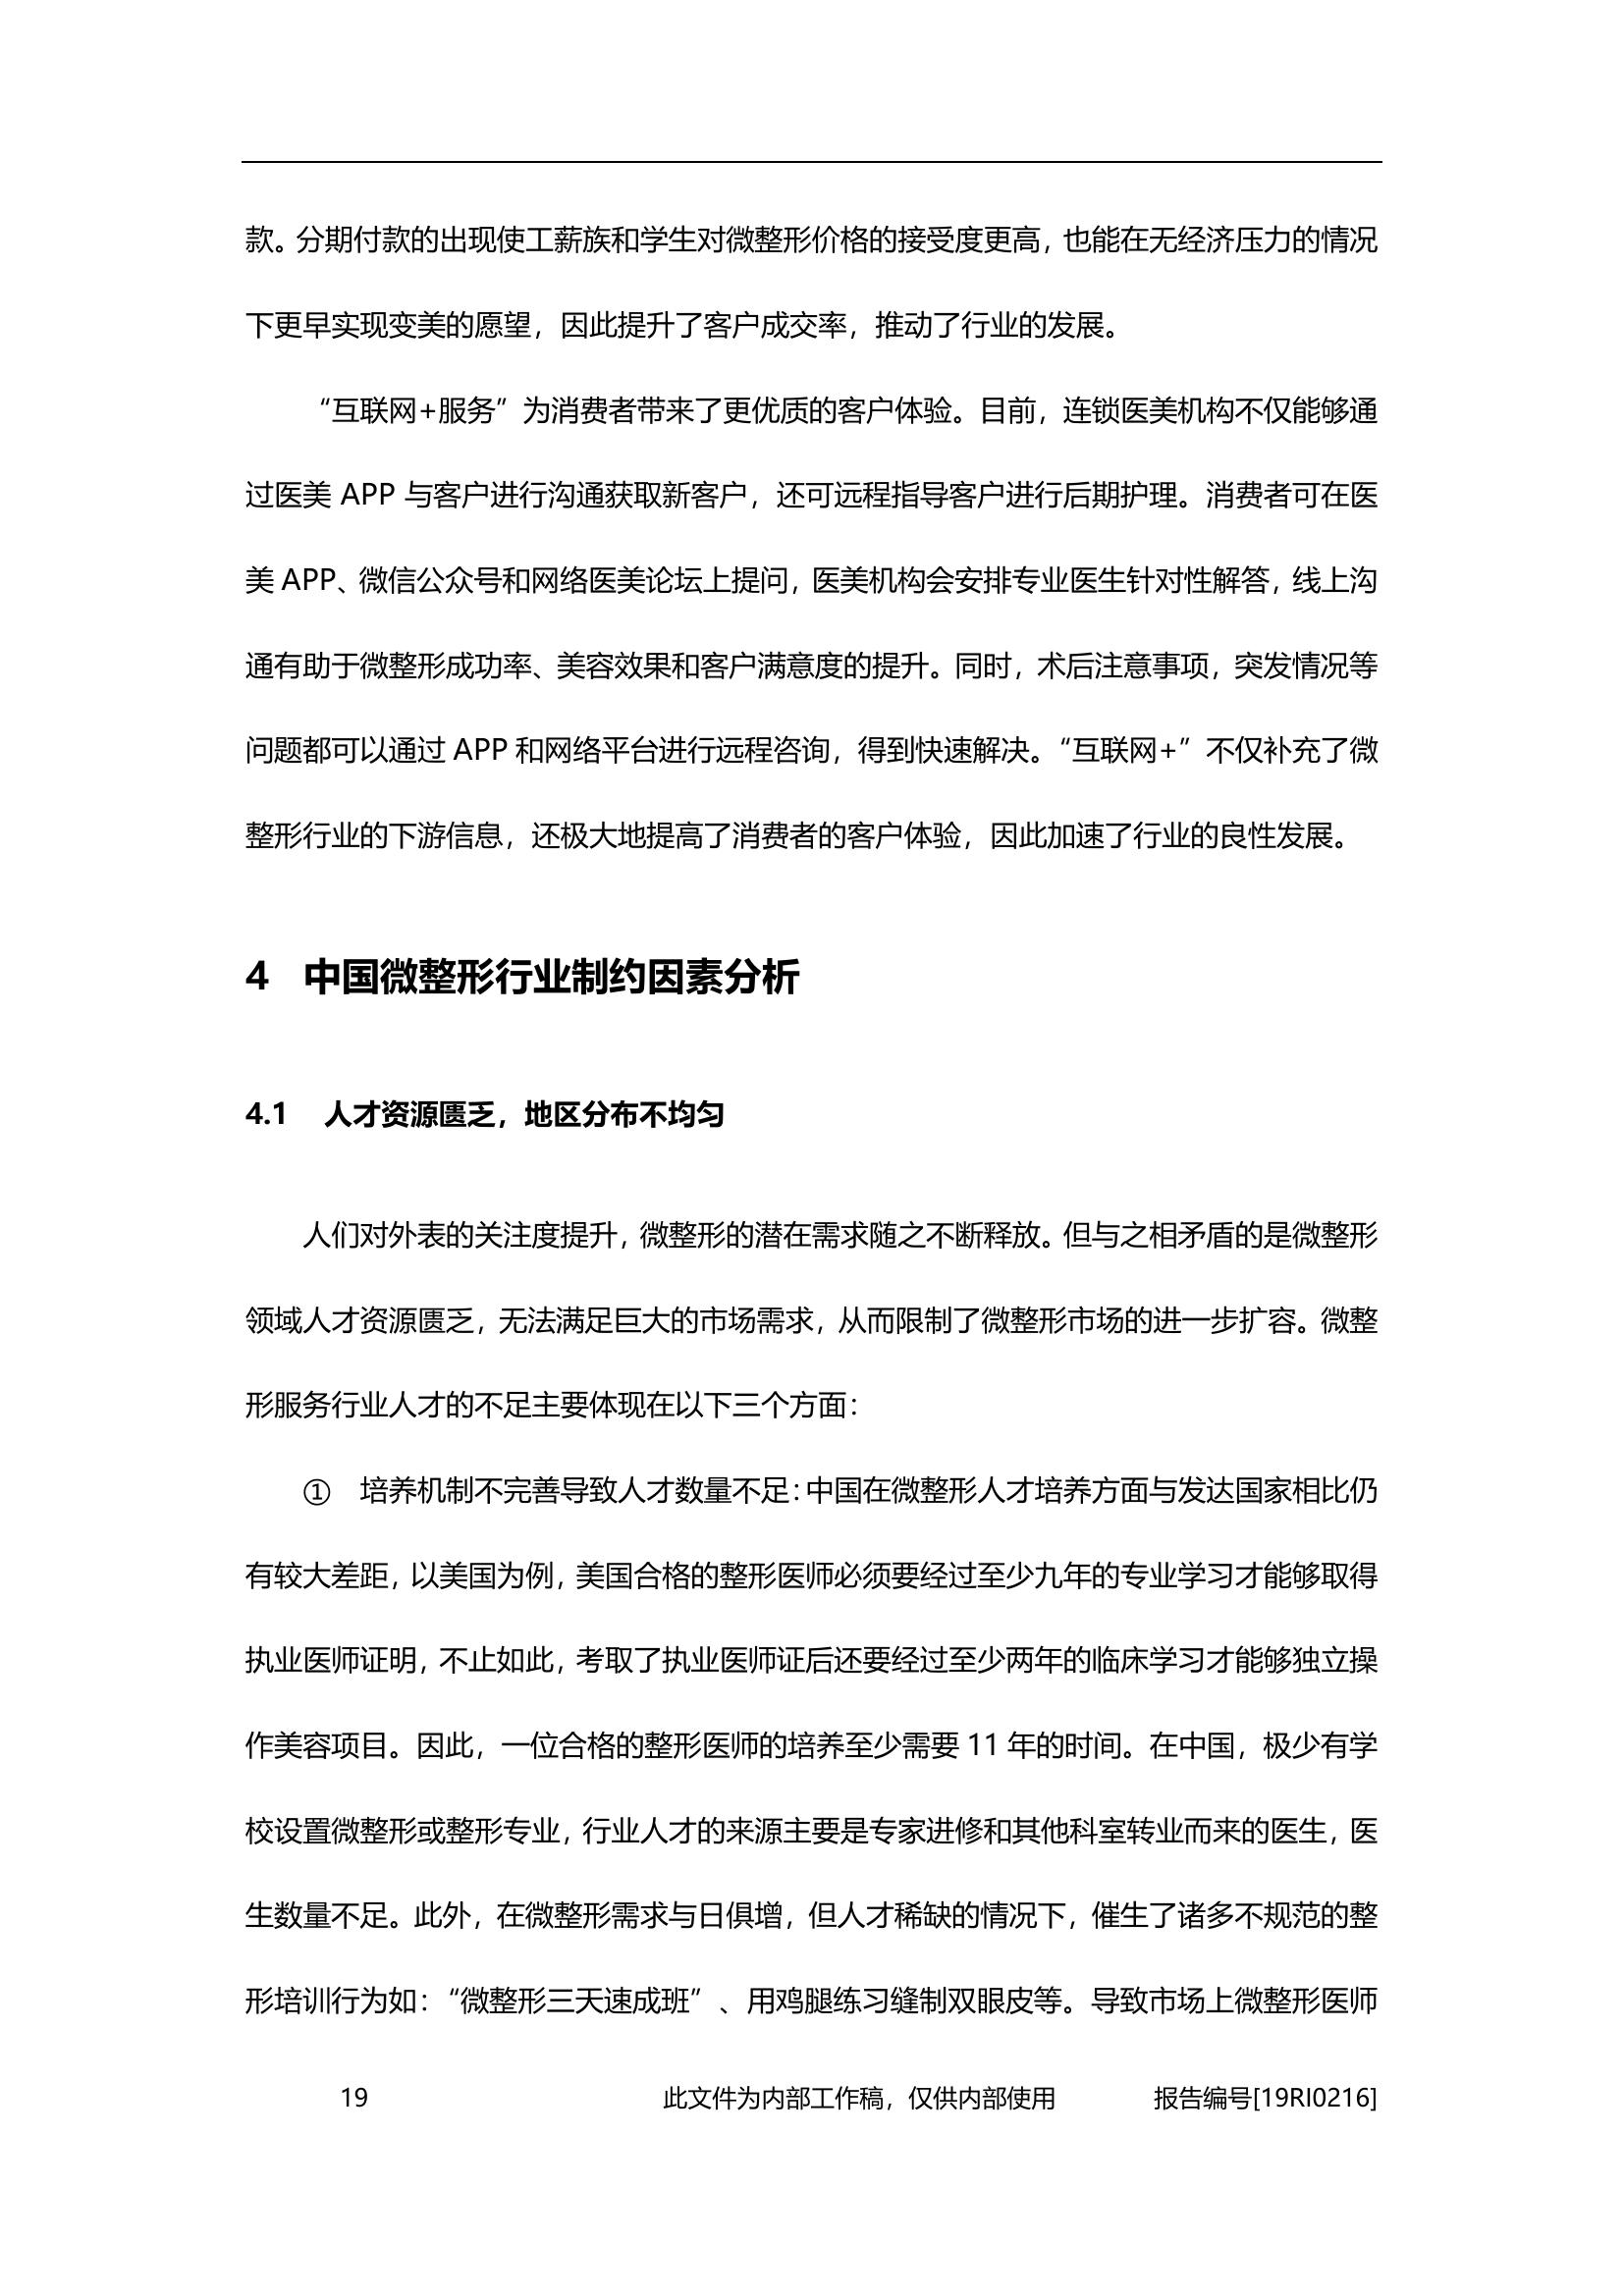 款。分期付款的出现使工薪族和学生对微整形价格的接受度更高，也能在无经济压力的情况
下更早实现变美的愿望，因此提升了客户成交率，推动了行业的发展。
“互联网+服务”为消费者带来了更优质的客户体验。目前，连锁医美机构不仅能够通
过医美 APP 与客户进行沟通获取新客户，还可远程指导客户进行后期护理。消费者可在医
美 APP、微信公众号和网络医美论坛上提问，医美机构会安排专业医生针对性解答，线上沟
通有助于微整形成功率、美容效果和客户满意度的提升。同时，术后注意事项，突发情况等
问题都可以通过 APP 和网络平台进行远程咨询，得到快速解决。“互联网+”不仅补充了微
整形行业的下游信息，还极大地提高了消费者的客户体验，因此加速了行业的良性发展。
4 中国微整形行业制约因素分析
4.1 人才资源匮乏，地区分布不均匀
人们对外表的关注度提升，微整形的潜在需求随之不断释放。但与之相矛盾的是微整形
领域人才资源匮乏，无法满足巨大的市场需求，从而限制了微整形市场的进一步扩容。微整
形服务行业人才的不足主要体现在以下三个方面：
① 培养机制不完善导致人才数量不足：中国在微整形人才培养方面与发达国家相比仍
有较大差距，以美国为例，美国合格的整形医师必须要经过至少九年的专业学习才能够取得
执业医师证明，不止如此，考取了执业医师证后还要经过至少两年的临床学习才能够独立操
作美容项目。因此，一位合格的整形医师的培养至少需要 11 年的时间。在中国，极少有学
校设置微整形或整形专业，行业人才的来源主要是专家进修和其他科室转业而来的医生，医
生数量不足。此外，在微整形需求与日俱增，但人才稀缺的情况下，催生了诸多不规范的整
形培训行为如：“微整形三天速成班”、用鸡腿练习缝制双眼皮等。导致市场上微整形医师
19 此文件为内部工作稿，仅供内部使用 报告编号[19RI0216]